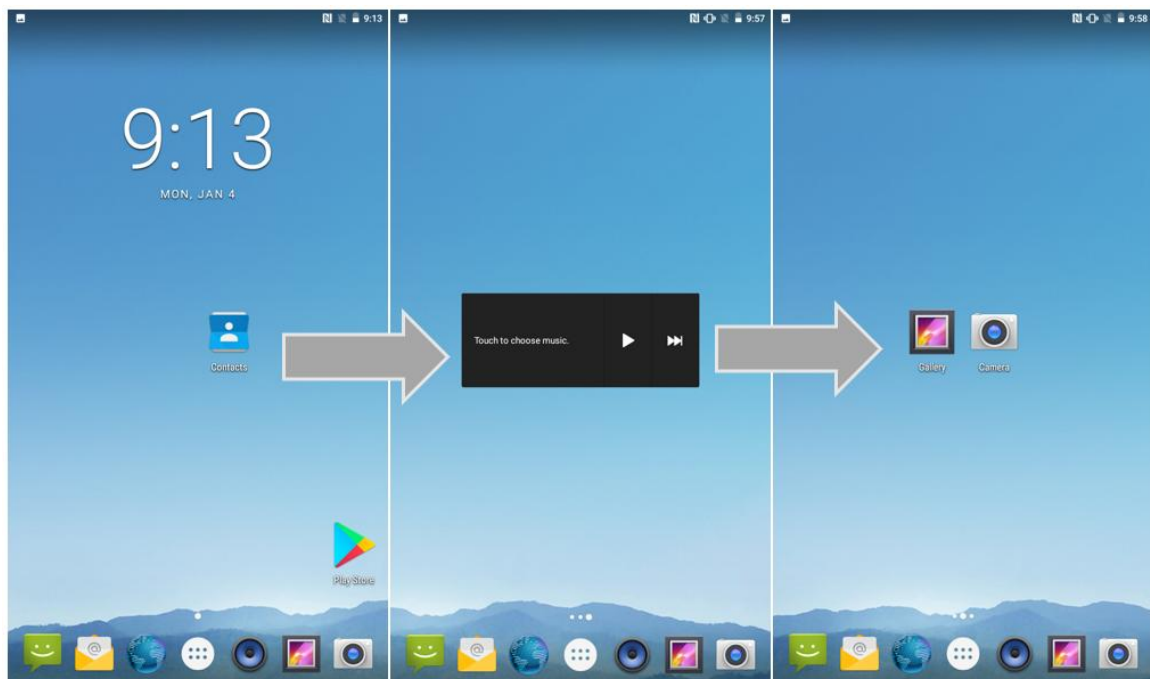 9:13
9:13
MON, JAN 4
Contacts
Play Store
@
9:57
Touch to choose music.
@
9:58
Gallery
Camera
@